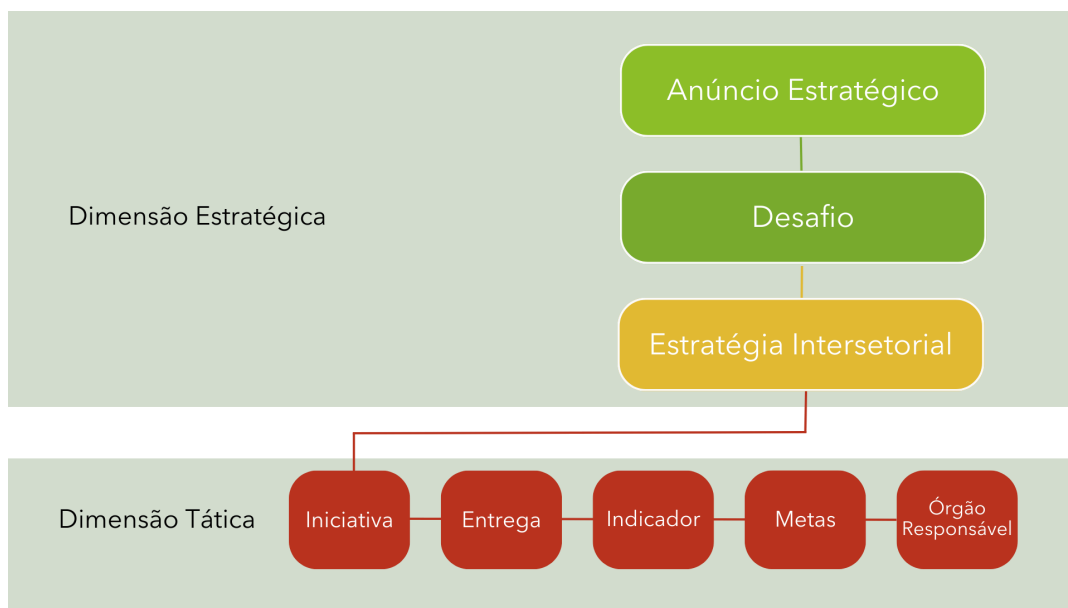 Anúncio Estratégico
Dimensão Estratégica
Desafio
Estratégia Intersetorial
Dimensão Tática
Iniciativa
Entrega
Indicador
Metas
Órgão
Responsável